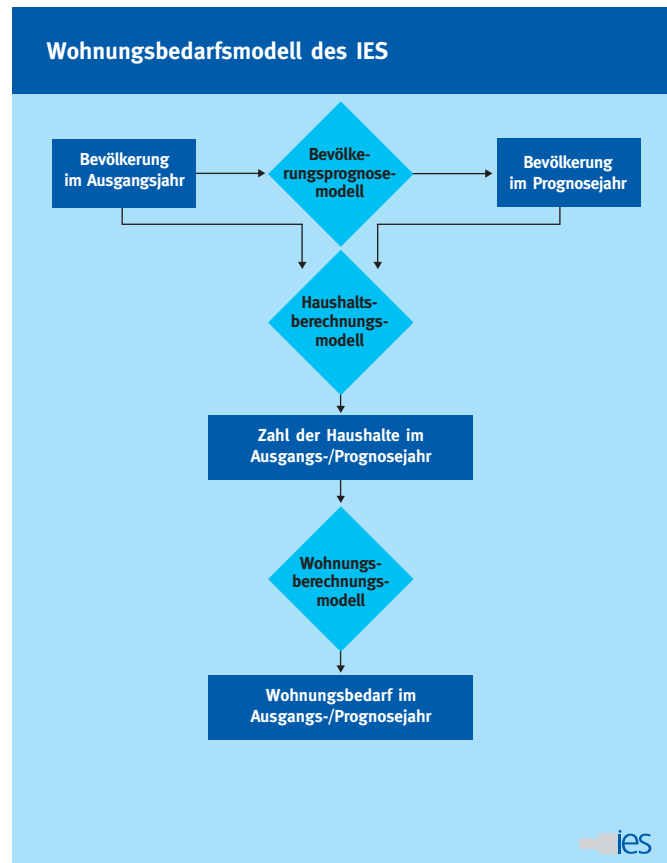 Wohnungsbedarfsmodell des IES
Bevölkerung
im Ausgangsjahr
Bevölke-
rungsprognose-
modell
Bevölkerung
im Prognosejahr
Haushalts-
berechnungs-
modell
Zahl der Haushalte im
Ausgangs-/Prognosejahr
Wohnungs-
berechnungs-
modell
Wohnungsbedarf im
Ausgangs-/Prognosejahr
ies